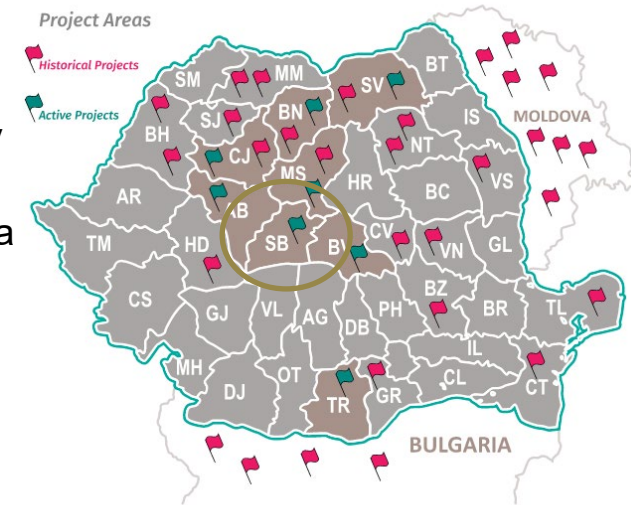 Project Areas
Historical Projects
Active Projects
SM
MM
BT
SV
BN
SJ
IS
MOLDOVA
BH
CJ
NT
MS
HR
BC
VS
AR
AB
TM
HD
SB
BV
CV
VN
GL
CS
GJ
VL
AG
PH
BZ
BR
TL
DB
MH
IL
DJ
OT
TR
GR
CL
CT
BULGARIA
a